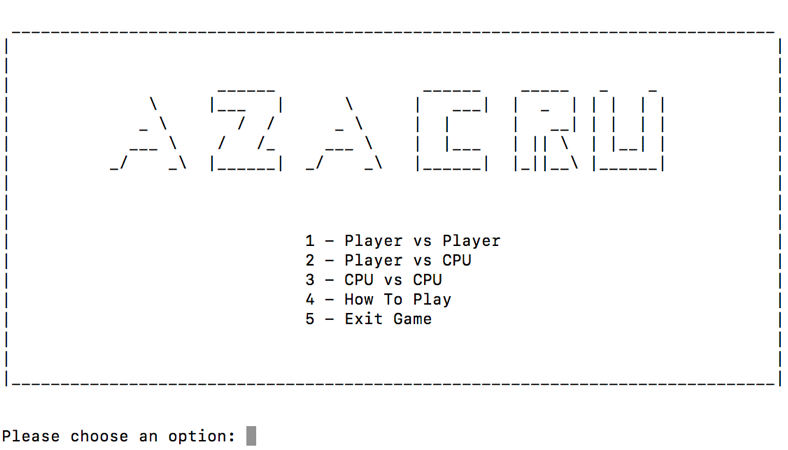 AZACRU
1 – Player vs Player
2 – Player vs CPU
3 – CPU vs CPU
4 – How To Play
5 – Exit Game
Please choose an option: